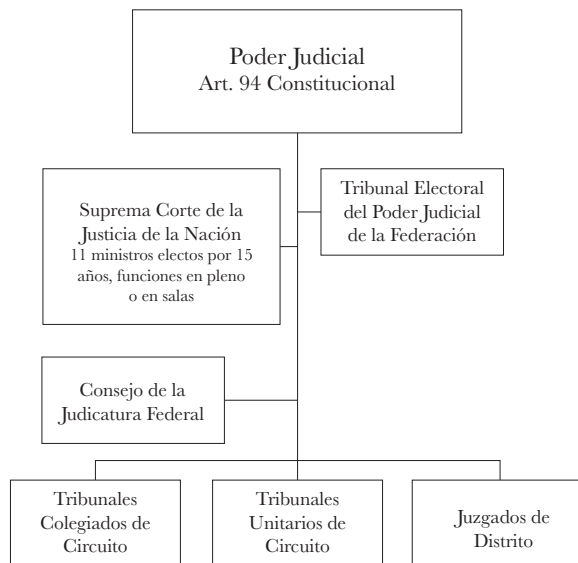 Poder Judicial
Art. 94 Constitucional
Suprema Corte de la
Justicia de la Nación
11 ministros electos por 15
años, funciones en pleno
o en salas
Tribunal Electoral
del Poder Judicial
de la Federación
Consejo de la
Judicatura Federal
Tribunales
Colegiados de
Circuito
Tribunales
Unitarios de
Circuito
Juzgados de
Distrito